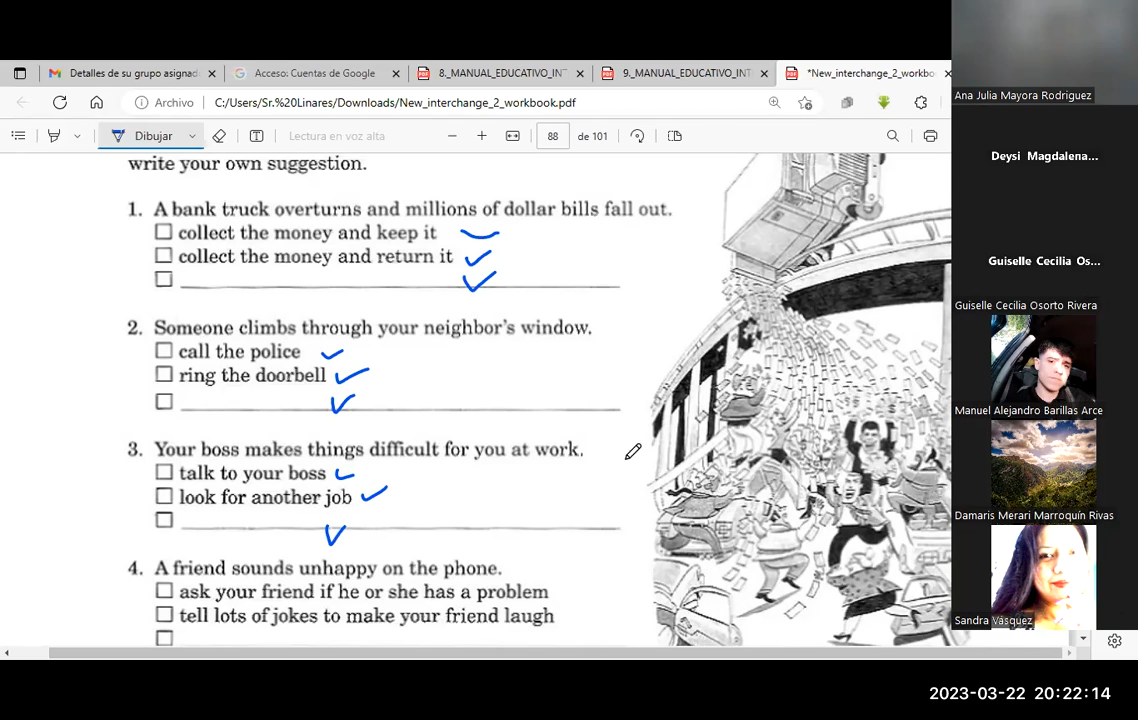 Detalles de su grupo asignad
Acceso: Cuentas de Google
8._MANUAL_EDUCATIVO_INT
9._MANUAL_EDUCATIVO_INT
*New_interchange_2_workbo
Archivo
C:/Users/Sr.%20Linares/Downloads/New_interchange_2_workbook.pdf
Dibujar
Lectura en voz alta
88
de 101
write your own suggestion.
1. A bank truck overturns and millions of dollar bills fall out.
collect the money and keep it
collect the money and return it
2. Someone climbs through your neighbor's window.
call the police
ring the doorbell
3. Your boss makes things difficult for you at work.
talk to your boss
look for another job
4. A friend sounds unhappy on the phone.
ask your friend if he or she has a problem
tell lots of jokes to make your friend laugh
Ana Julia Mayora Rodriguez
Deysi Magdalena...
Guiselle Cecilia Os...
Guiselle Cecilia Osorto Rivera
Manuel Alejandro Barillas Arce
Damaris Merari Marroquín Rivas
Sandra Vásquez
2023-03-22 20:22:14